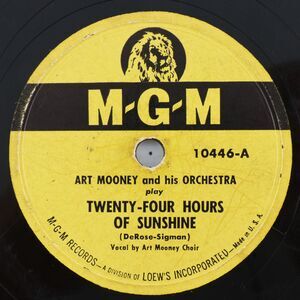 M-G-M
10446-A
ART MOONEY and his ORCHESTRA
play
TWENTY-FOUR HOURS
OF SUNSHINE
(DeRose-Sigman)
Vocal by Art Mooney Choir
M-G-M RECORDS—A DIVISION OF LOEW'S INCORPORATED—Made in U.S.A.